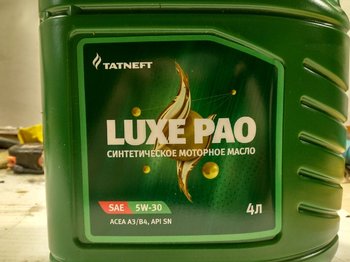 TATNEFT
LUXE PAO
СИНТЕТИЧЕСКОЕ МОТОРНОЕ МАСЛО
SAE 5W-30
4Л
ACEA A3/B4, API SN